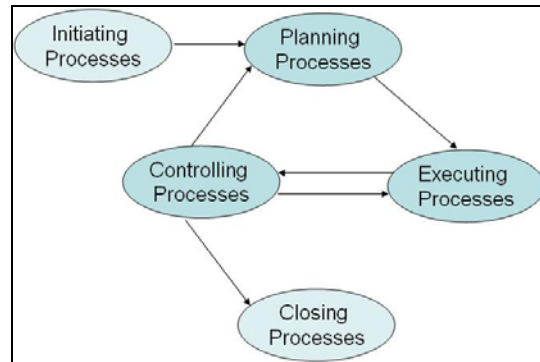 Initiating
Processes
Planning
Processes
Controlling
Processes
Executing
Processes
Closing
Processes